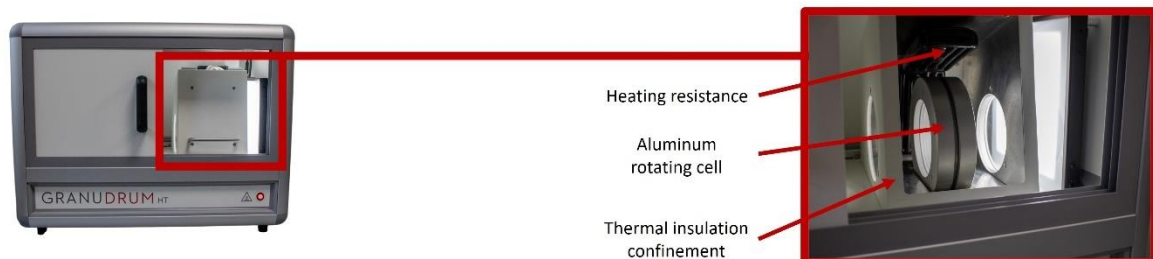 GRANUDRUM HT
Heating resistance
Aluminum
rotating cell
Thermal insulation
confinement